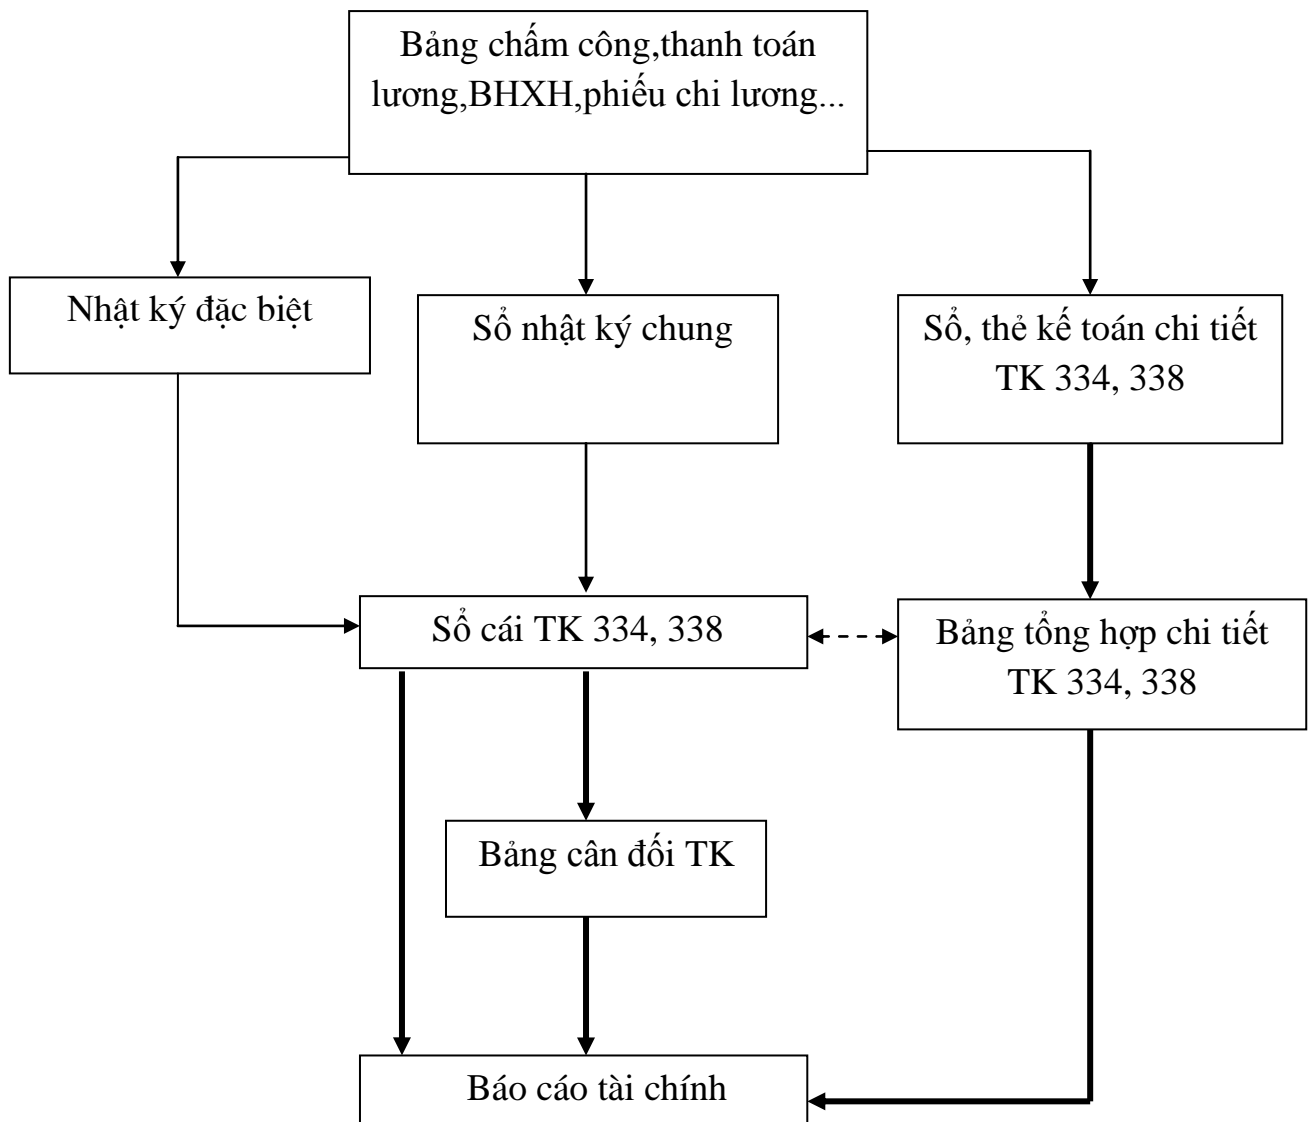 Bảng chấm công,thanh toán
lương,BHXH,phiếu chi lương...
Nhật ký đặc biệt
Sổ nhật ký chung
Sổ, thẻ kế toán chi tiết
TK 334, 338
Sổ cái TK 334, 338
Bảng tổng hợp chi tiết
TK 334, 338
Bảng cân đối TK
Báo cáo tài chính